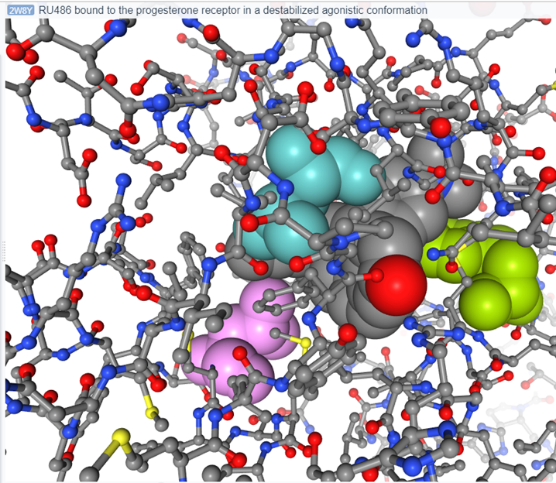 2W8Y RU486 bound to the progesterone receptor in a destabilized agonistic conformation